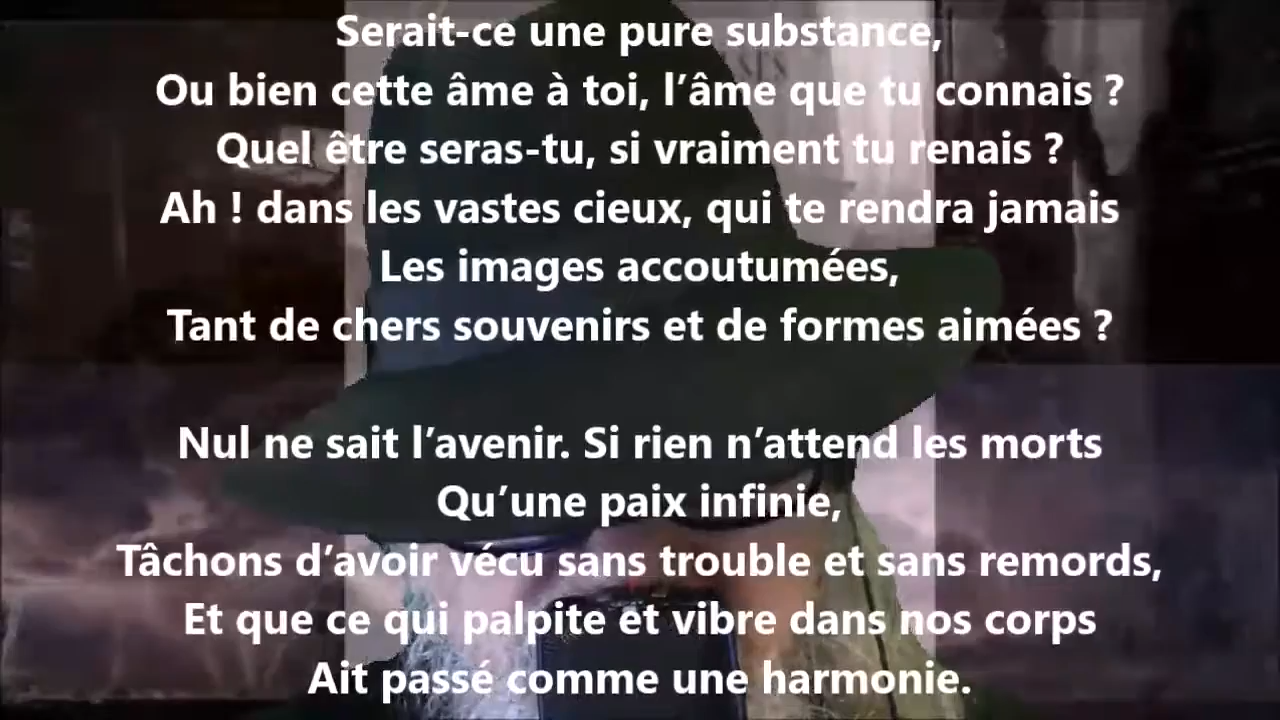 Serait-ce une pure substance,
Ou bien cette âme à toi, l’âme que tu connais ?
Quel être seras-tu, si vraiment tu renais ?
Ah ! dans les vastes cieux, qui te rendra jamais
Les images accoutumées,
Tant de chers souvenirs et de formes aimées ?
Nul ne sait l’avenir. Si rien n’attend les morts
Qu’une paix infinie,
Tâchons d’avoir vécu sans trouble et sans remords,
Et que ce qui palpite et vibre dans nos corps
Ait passé comme une harmonie.